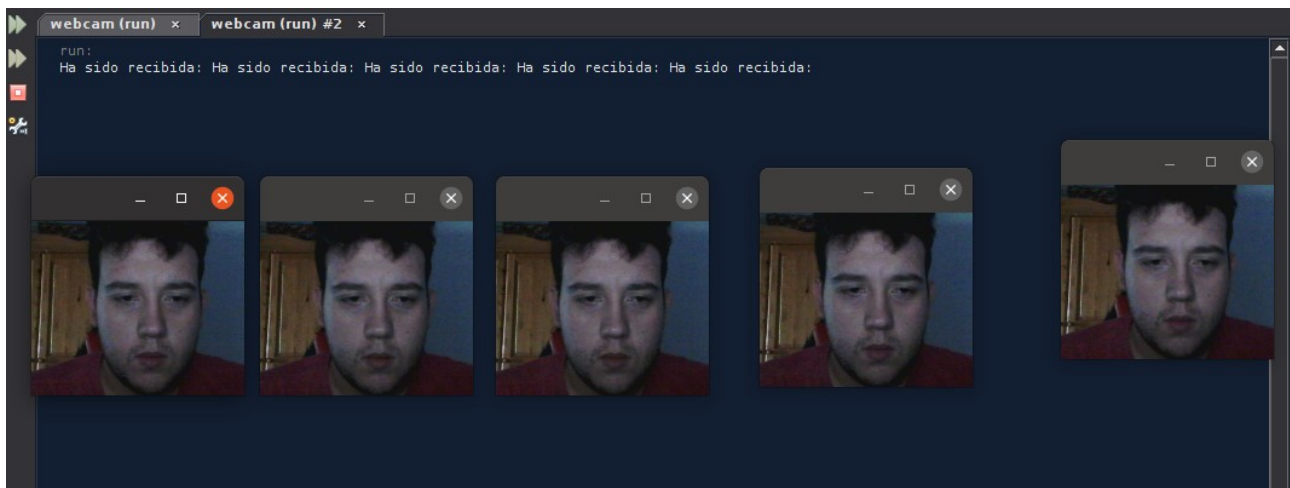 webcam (run) × webcam (run) #2 ×
run:
Ha sido recibida: Ha sido recibida: Ha sido recibida: Ha sido recibida: Ha sido recibida: